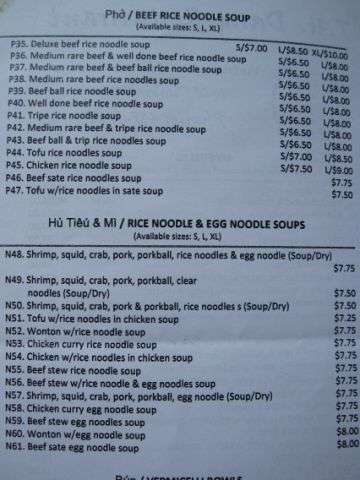 Phở / BEEF RICE NOODLE SOUP
(Available sizes: S, L, XL)
P35. Deluxe beef rice noodle soup S/$7.00 L/$8.50 XL/$10.00
P36. Medium rare beef & well done beef rice noodle soup S/$6.50 L/$8.00
P37. Medium rare beef & beef ball rice noodle soup S/$6.50 L/$8.00
P38. Medium rare beef rice noodles soup S/$6.50 L/$8.00
P39. Beef ball rice noodle soup S/$6.50 L/$8.00
P40. Well done beef rice noodle soup S/$6.50 L/$8.00
P41. Tripe rice noodle soup S/$6.50 L/$8.00
P42. Medium rare beef & tripe rice noodle soup S/$6.50 L/$8.00
P43. Beef ball & trip rice noodles soup S/$6.50 L/$8.00
P44. Tofu rice noodles soup S/$7.00 L/$8.50
P45. Chicken rice noodle soup S/$7.50 L/$9.00
P46. Beef sate rice noodle soup $7.75
P47. Tofu w/rice noodles in sate soup $7.50
Hủ Tiêú & Mì / RICE NOODLE & EGG NOODLE SOUPS
(Available sizes: S, L, XL)
N48. Shrimp, squid, crab, pork, porkball, rice noodles & egg noodle (Soup/Dry)
$7.75
N49. Shrimp, squid, crab, pork, porkball, clear
noodles (Soup/Dry) $7.50
N50. Shrimp, squid, crab, pork & porkball, rice noodles s (Soup/Dry) $7.50
N51. Tofu w/rice noodles in chicken soup $7.25
N52. Wonton w/rice noodle soup $7.75
N53. Chicken curry rice noodle soup $7.75
N54. Chicken w/rice noodles in chicken soup $7.75
N55. Beef stew rice noodle soup $7.75
N56. Beef stew w/rice noodle & egg noodles soup $7.75
N57. Shrimp, squid, crab, pork, porkball, egg noodle (Soup/Dry) $7.75
N58. Chicken curry egg noodle soup $7.75
N59. Beef stew egg noodles soup $7.75
N60. Wonton w/egg noodle soup $8.00
N61. Beef sate egg noodle soup $8.00
Bún / VERMICELLI BOWLS